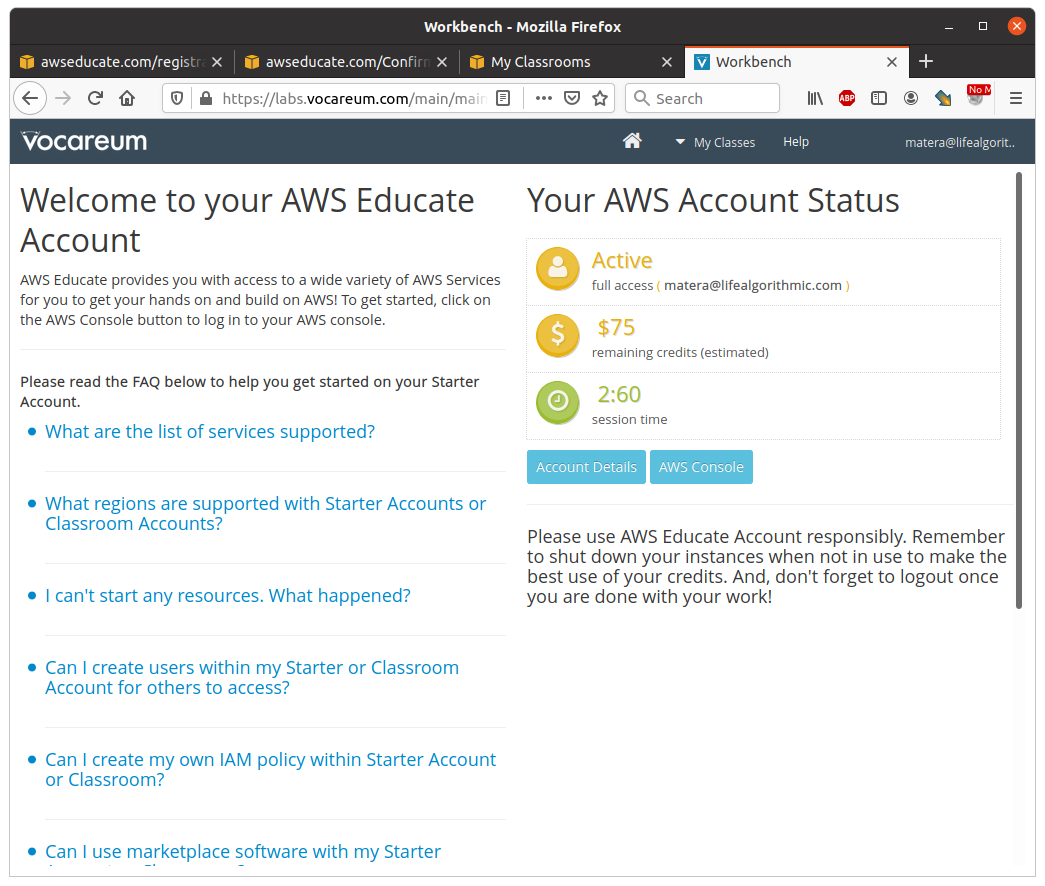 Workbench - Mozilla Firefox
awseducate.com/registra
awseducate.com/Confirm
My Classrooms
Workbench
https://labs.vocareum.com/main/main
Search
ABP
No M
vocareum
My Classes
Help
matera@lifealgorit..
Welcome to your AWS Educate
Account
AWS Educate provides you with access to a wide variety of AWS Services
for you to get your hands on and build on AWS! To get started, click on
the AWS Console button to log in to your AWS console.
Please read the FAQ below to help you get started on your Starter
Account.
What are the list of services supported?
What regions are supported with Starter Accounts or
Classroom Accounts?
I can't start any resources. What happened?
Can I create users within my Starter or Classroom
Account for others to access?
Can I create my own IAM policy within Starter Account
or Classroom?
Can I use marketplace software with my Starter
Your AWS Account Status
Active
full access ( matera@lifealgorithmic.com )
$
$75
remaining credits (estimated)
2:60
session time
Account Details
AWS Console
Please use AWS Educate Account responsibly. Remember
to shut down your instances when not in use to make the
best use of your credits. And, don't forget to logout once
you are done with your work!